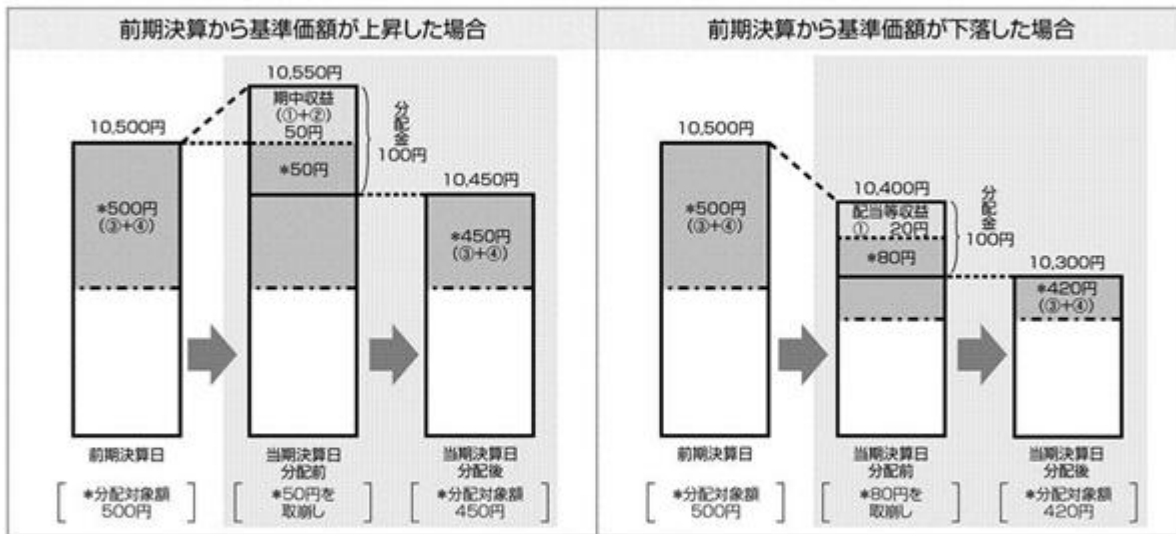 前期決算から基準価額が上昇した場合
10,500円
*500円
(③+④)
前期決算日
*分配対象額
500円
10,550円
期中収益
(①+②)
50円
*50円
分配金
100円
当期決算日
分配前
*50円を
取崩し
10,450円
*450円
(③+④)
当期決算日
分配後
*分配対象額
450円
前期決算から基準価額が下落した場合
10,500円
*500円
(③+④)
前期決算日
*分配対象額
500円
10,400円
配当等収益
① 20円
*80円
分配金
100円
当期決算日
分配前
*80円を
取崩し
10,300円
*420円
(③+④)
当期決算日
分配後
*分配対象額
420円